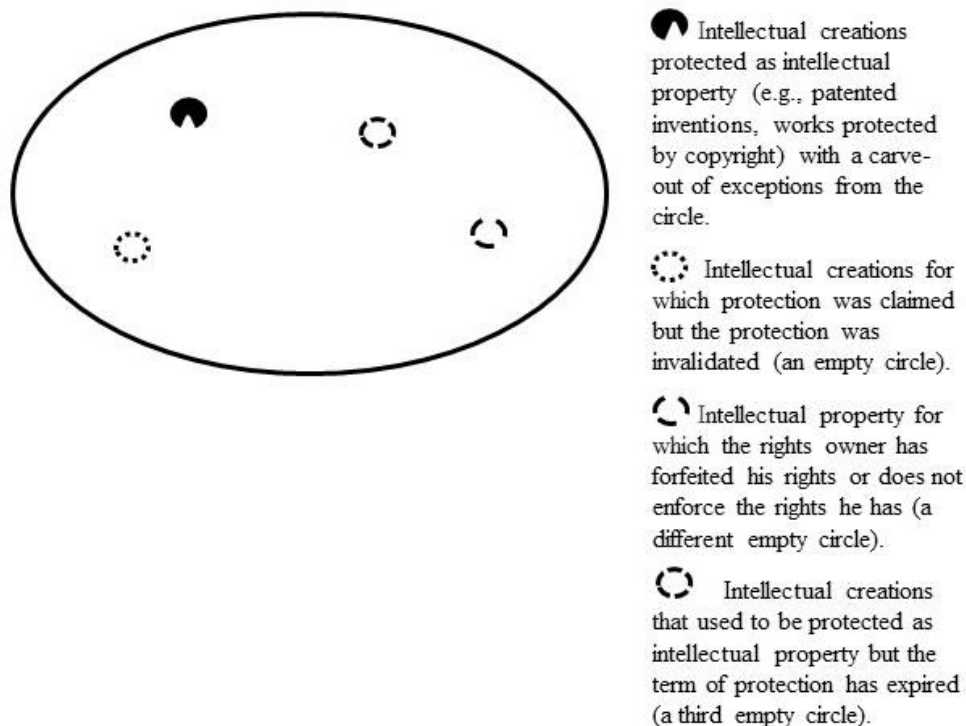 Intellectual creations
protected as intellectual
property (e.g., patented
inventions, works protected
by copyright) with a carve-
out of exceptions from the
circle.
Intellectual creations for
which protection was claimed
but the protection was
invalidated (an empty circle).
Intellectual property for
which the rights owner has
forfeited his rights or does not
enforce the rights he has (a
different empty circle).
Intellectual creations
that used to be protected as
intellectual property but the
term of protection has expired
(a third empty circle).